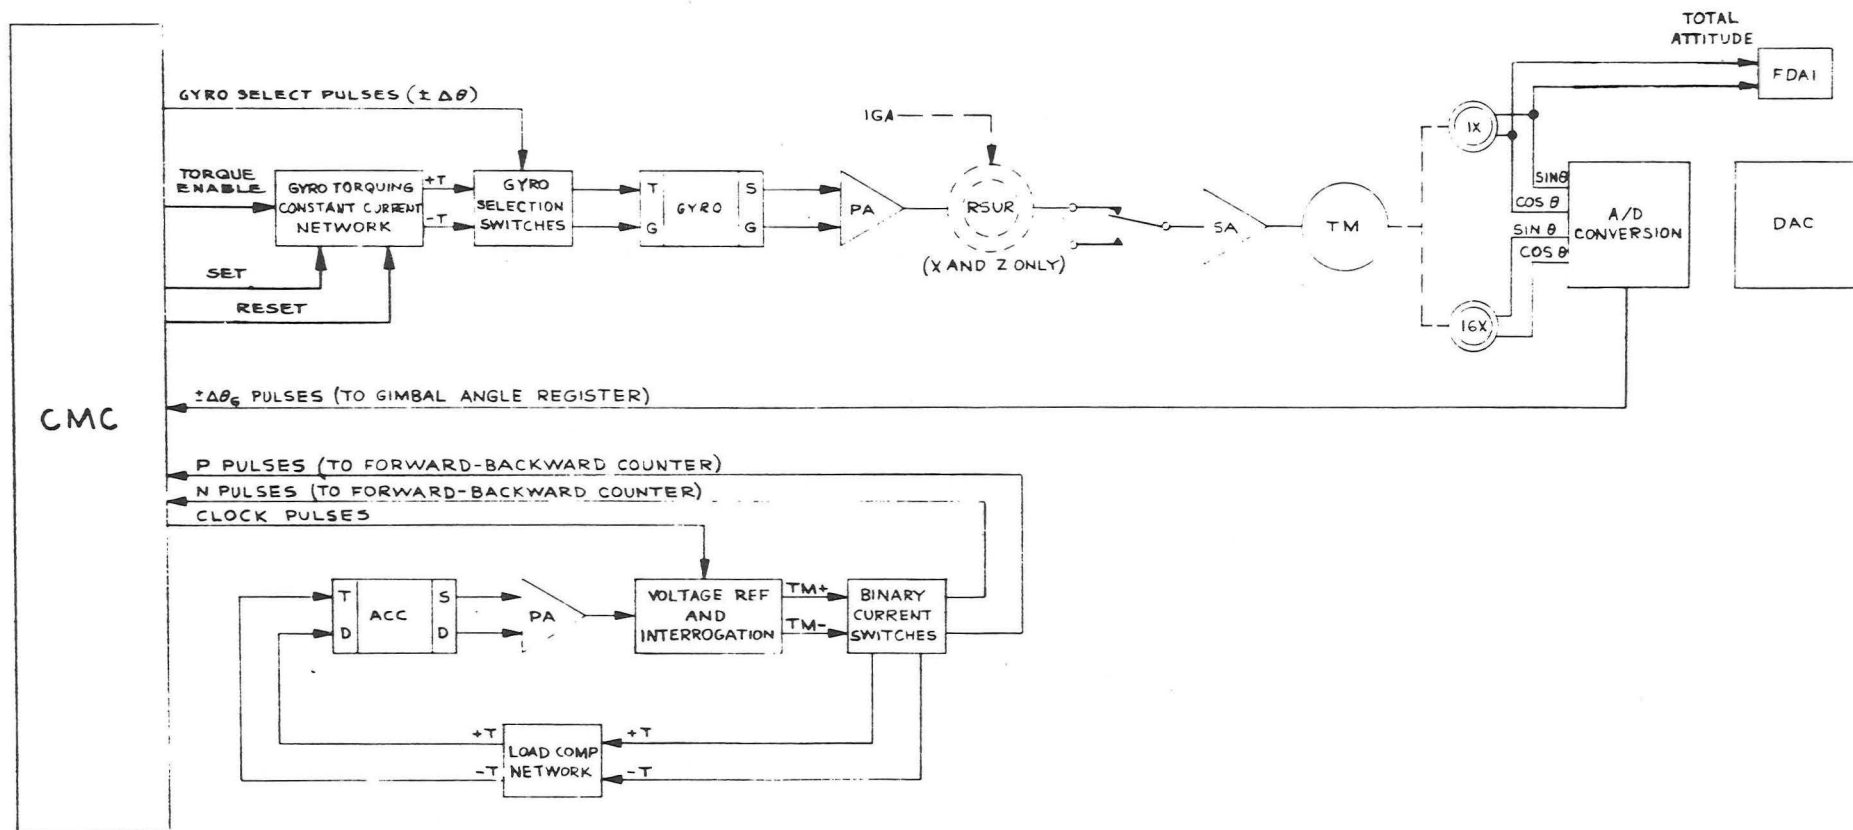 TOTAL
ATTITUDE
FDAI
GYRO SELECT PULSES (± Δθ)
IGA
1X
TORQUE
ENABLE
GYRO TORQUING
CONSTANT CURRENT
NETWORK
+T
-T
GYRO
SELECTION
SWITCHES
T
G
GYRO
S
G
PA
RSVR
(X AND Z ONLY)
SA
TM
SINθ
COS θ
SIN θ
COS θ
A/D
CONVERSION
DAC
SET
RESET
16X
±ΔθG PULSES (TO GIMBAL ANGLE REGISTER)
CMC
P PULSES (TO FORWARD-BACKWARD COUNTER)
N PULSES (TO FORWARD-BACKWARD COUNTER)
CLOCK PULSES
T
D
ACC
S
D
PA
VOLTAGE REF
AND
INTERROGATION
TM+
TM-
BINARY
CURRENT
SWITCHES
+T
-T
LOAD COMP
NETWORK
+T
-T